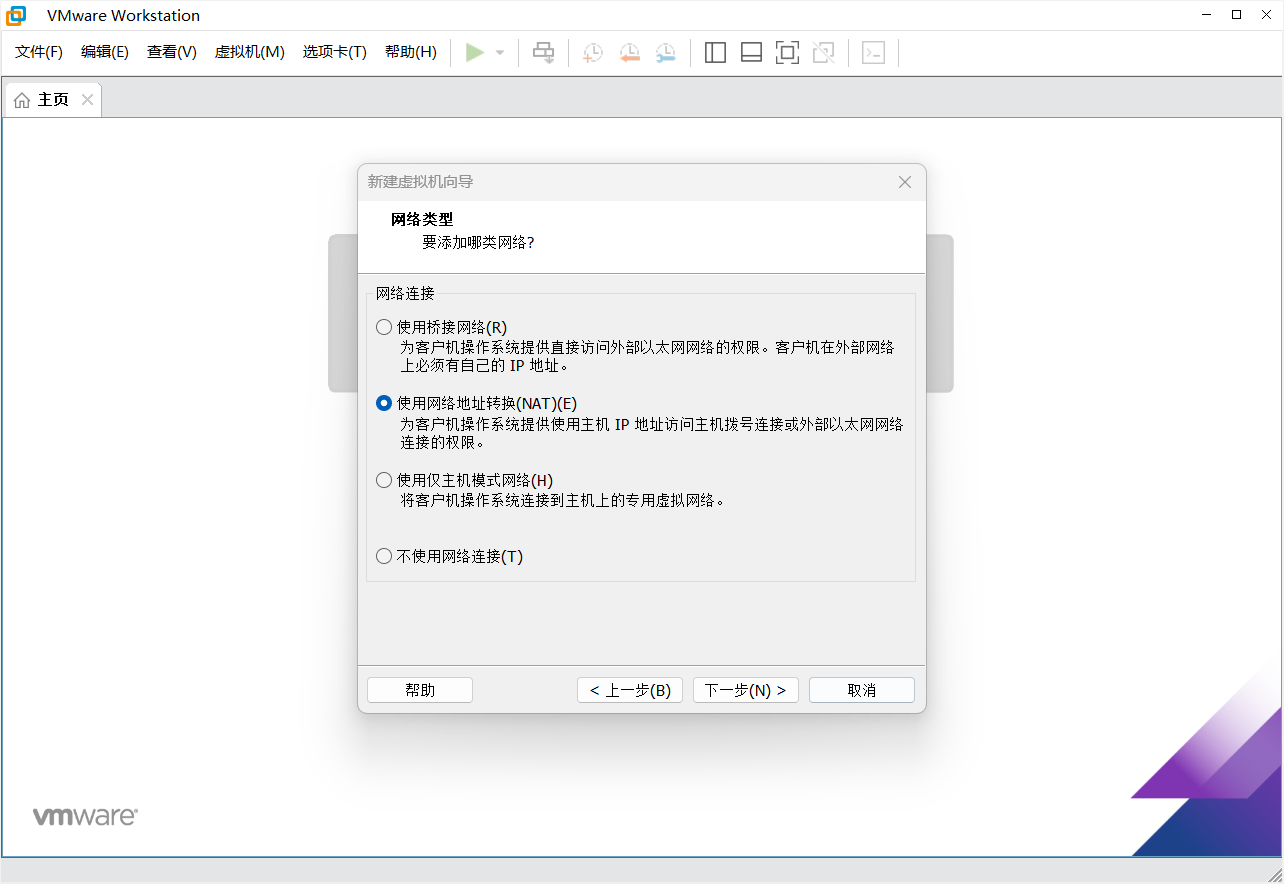 VMware Workstation
文件(F) 编辑(E) 查看(V) 虚拟机(M) 选项卡(T) 帮助(H)
主页
新建虚拟机向导
网络类型
要添加哪类网络?
网络连接
使用桥接网络(R)
为客户机操作系统提供直接访问外部以太网网络的权限。客户机在外部网络
上必须有自己的 IP 地址。
使用网络地址转换(NAT)(E)
为客户机操作系统提供使用主机 IP 地址访问主机拨号连接或外部以太网网络
连接的权限。
使用仅主机模式网络(H)
将客户机操作系统连接到主机上的专用虚拟网络。
不使用网络连接(T)
帮助 < 上一步(B) 下一步(N) > 取消
vmware